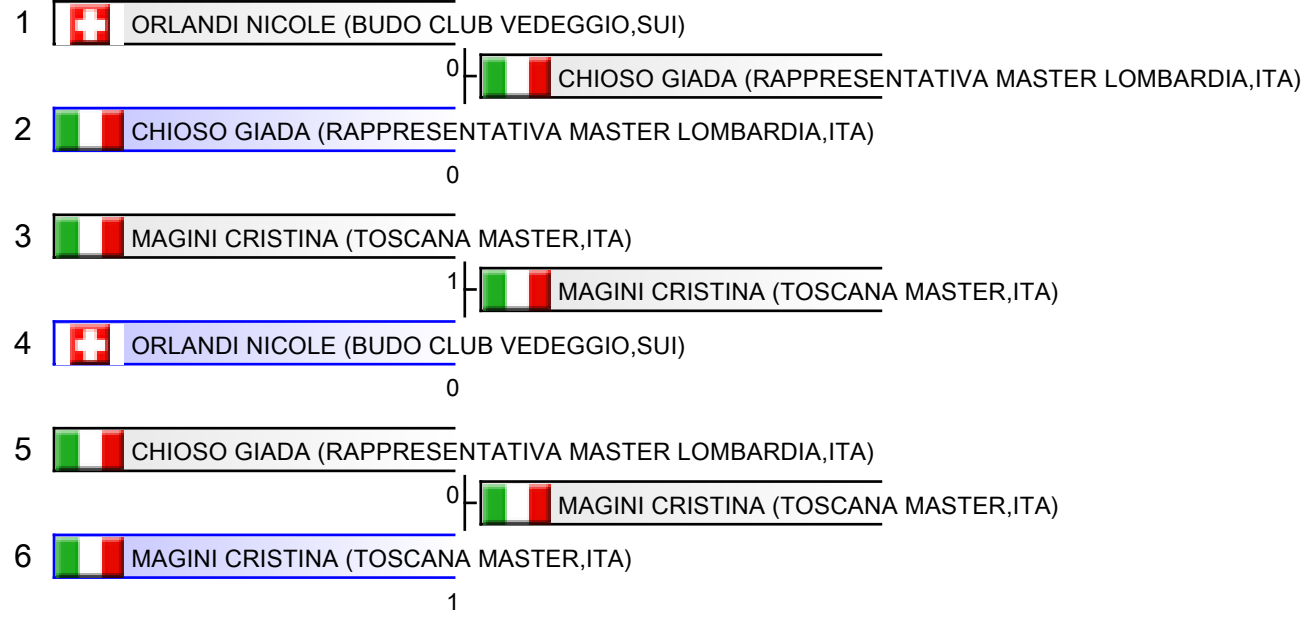 1 ORLANDI NICOLE (BUDO CLUB VEDEGGIO,SUI)
0 CHIOSO GIADA (RAPPRESENTATIVA MASTER LOMBARDIA,ITA)
2 CHIOSO GIADA (RAPPRESENTATIVA MASTER LOMBARDIA,ITA)
0
3 MAGINI CRISTINA (TOSCANA MASTER,ITA)
1 MAGINI CRISTINA (TOSCANA MASTER,ITA)
4 ORLANDI NICOLE (BUDO CLUB VEDEGGIO,SUI)
0
5 CHIOSO GIADA (RAPPRESENTATIVA MASTER LOMBARDIA,ITA)
0 MAGINI CRISTINA (TOSCANA MASTER,ITA)
6 MAGINI CRISTINA (TOSCANA MASTER,ITA)
1